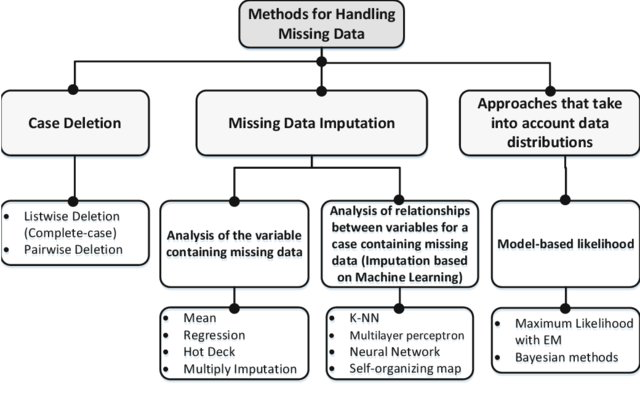 Methods for Handling
Missing Data
Case Deletion
Missing Data Imputation
Approaches that take
into account data
distributions
• Listwise Deletion
(Complete-case)
• Pairwise Deletion
Analysis of the variable
containing missing data
Analysis of relationships
between variables for a
case containing missing
data (Imputation based
on Machine Learning)
Model-based likelihood
• Mean
• Regression
• Hot Deck
• Multiply Imputation
• K-NN
• Multilayer perceptron
• Neural Network
• Self-organizing map
• Maximum Likelihood
with EM
• Bayesian methods